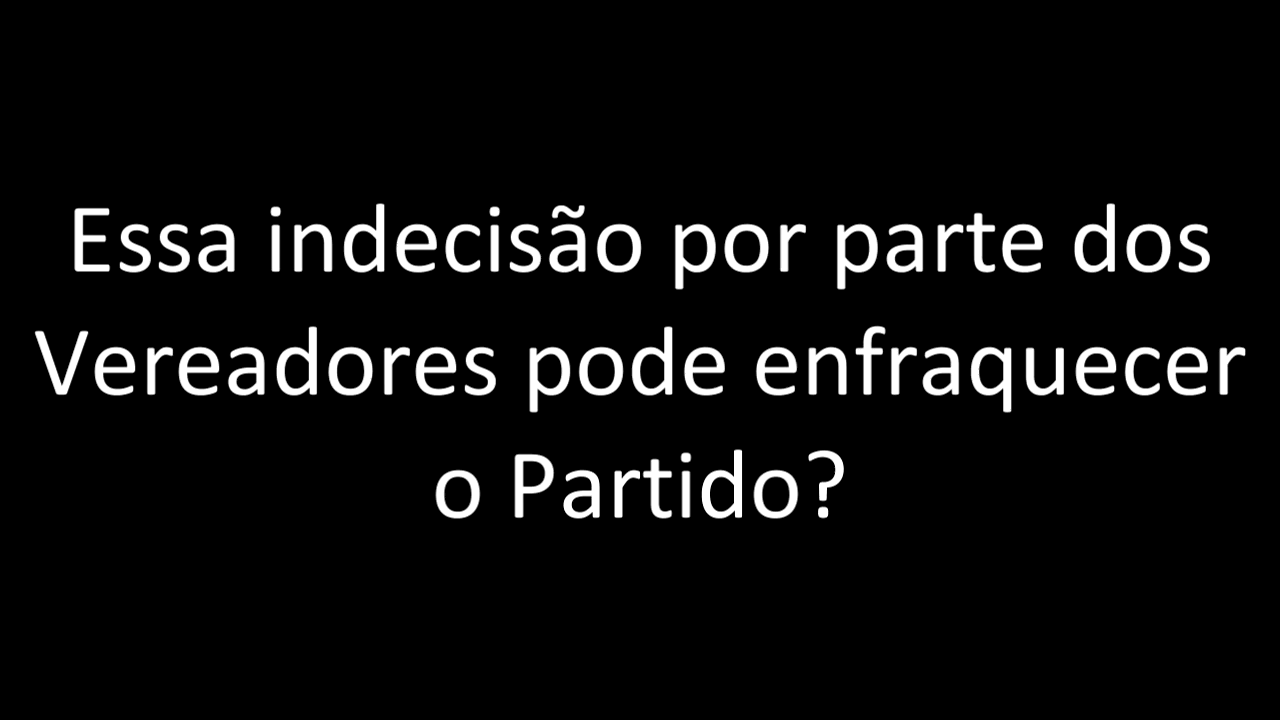 Essa indecisão por parte dos
Vereadores pode enfraquecer
o Partido?